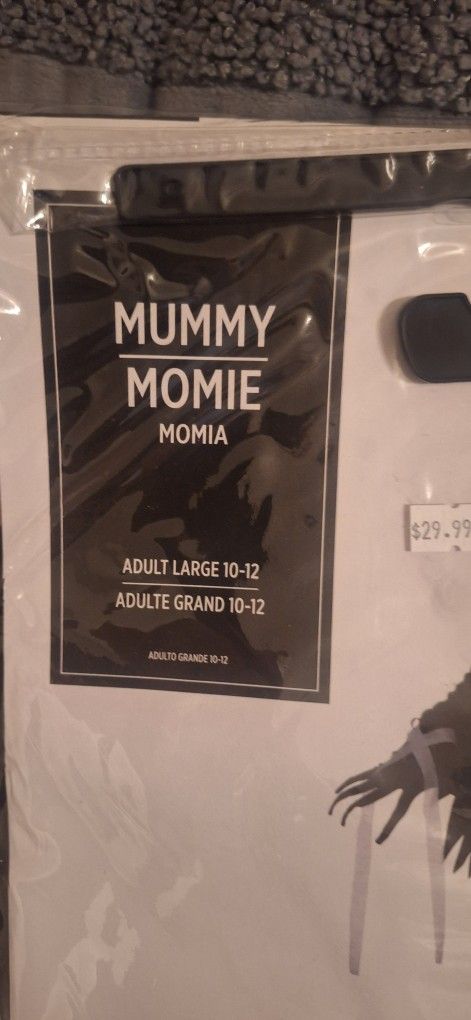 MUMMY
MOMIE
MOMIA
$29.99
ADULT LARGE 10-12
ADULTE GRAND 10-12
ADULTO GRANDE 10-12